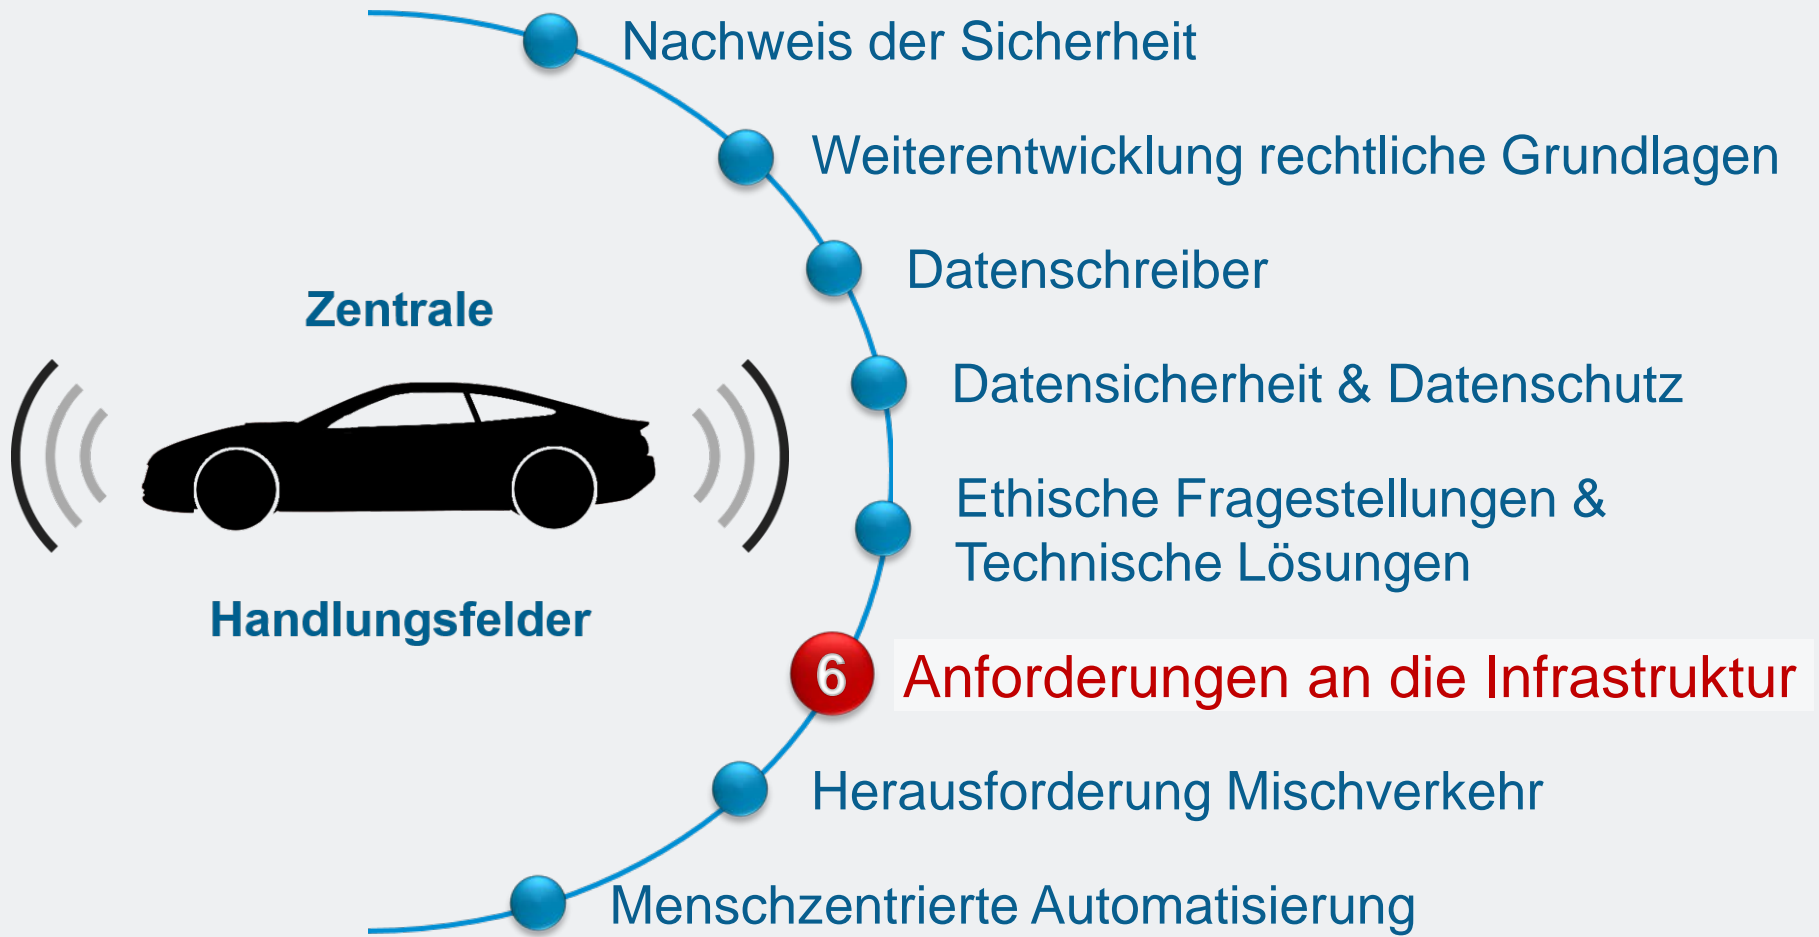 Nachweis der Sicherheit
Weiterentwicklung rechtliche Grundlagen
Datenschreiber
Zentrale
Datensicherheit & Datenschutz
Ethische Fragestellungen &
Technische Lösungen
Handlungsfelder
6 Anforderungen an die Infrastruktur
Herausforderung Mischverkehr
Menschzentrierte Automatisierung